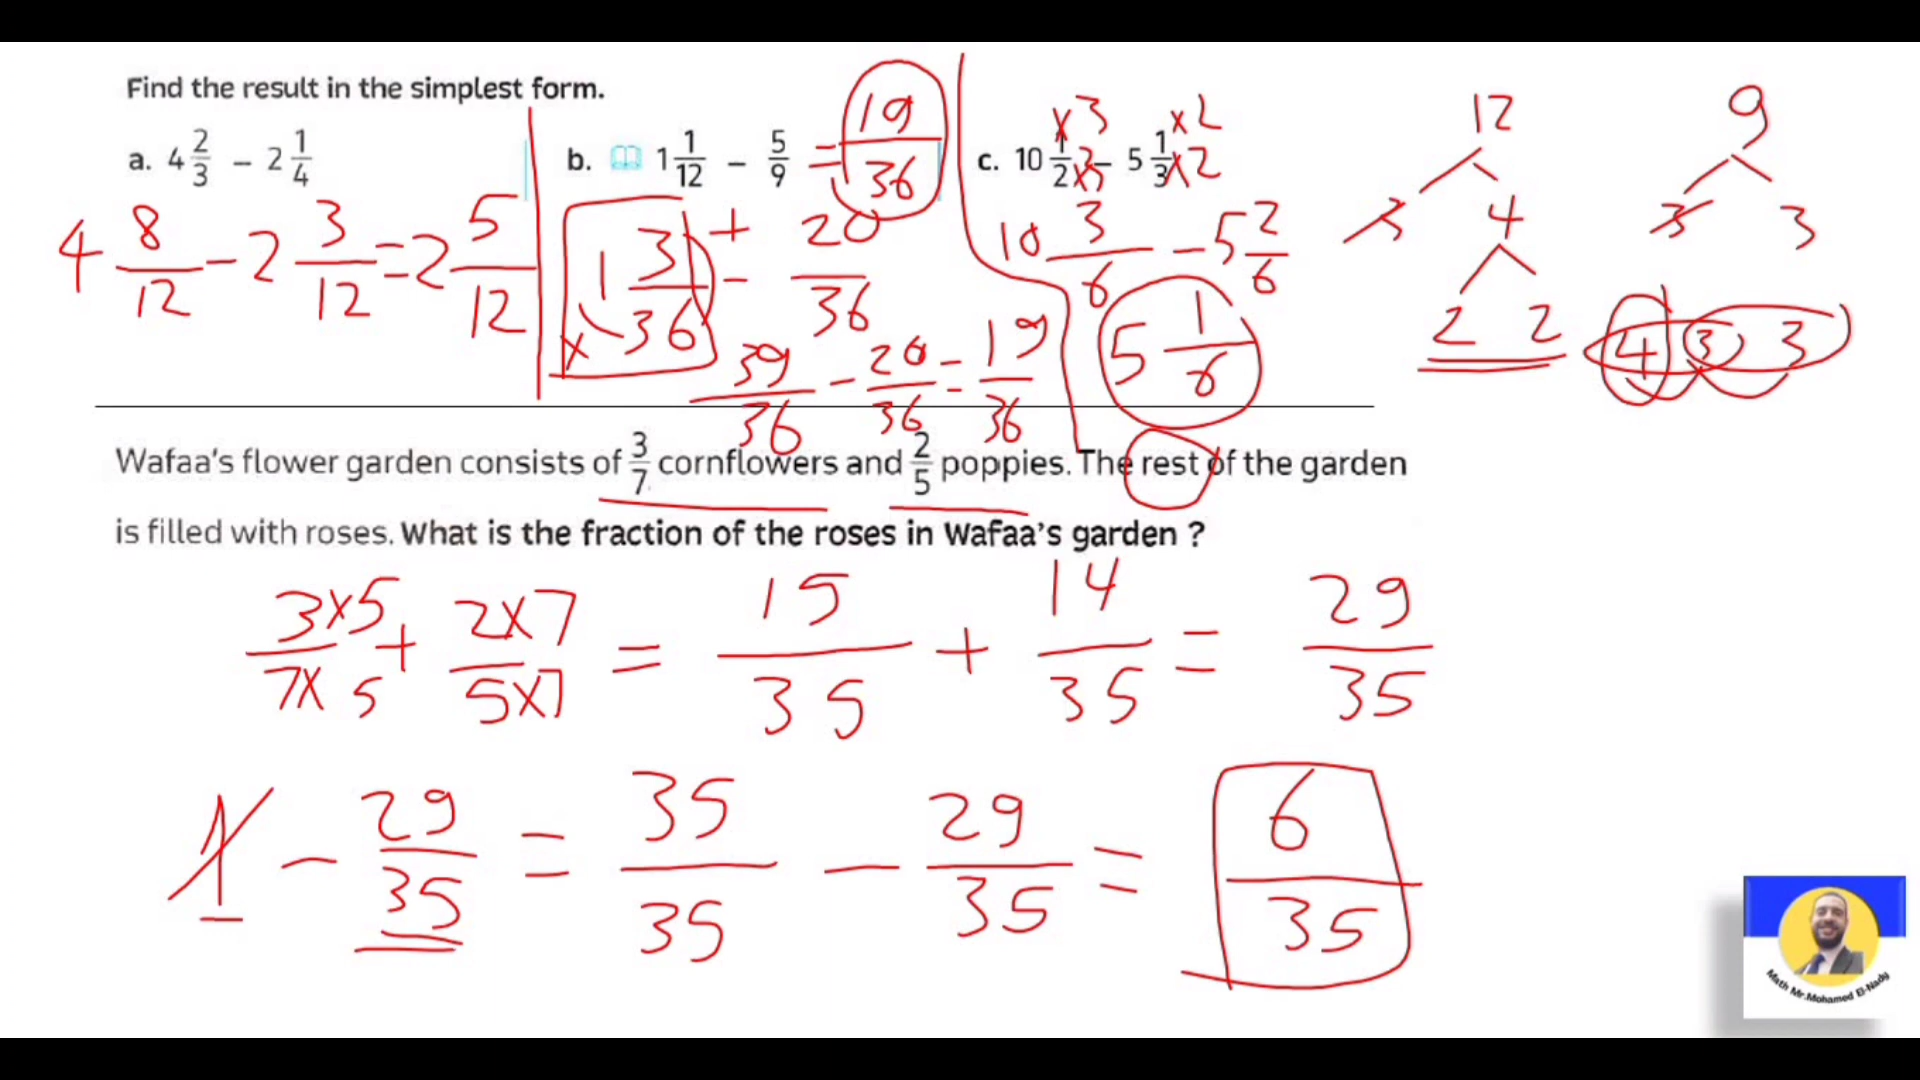 Find the result in the simplest form.
a. 4 2/3 - 2 1/4
b. 1 1/12 - 5/9 = 19/36
c. 10 1/2 - 5 1/3
×3 ×2
×3 ×2
4 8/12 - 2 3/12 = 2 5/12
1 3/36 - 20/36
× +
39/36 - 20/36 = 19/36
10 3/6 - 5 2/6
5 1/6
12
3 4
2 2
9
3 3
4 3 3
Wafaa's flower garden consists of 3/7 cornflowers and 2/5 poppies. The rest of the garden
is filled with roses. What is the fraction of the roses in Wafaa's garden ?
3×5/7×5 + 2×7/5×7 = 15/35 + 14/35 = 29/35
1 - 29/35 = 35/35 - 29/35 = 6/35
Math Mr.Mohamed El-Nady